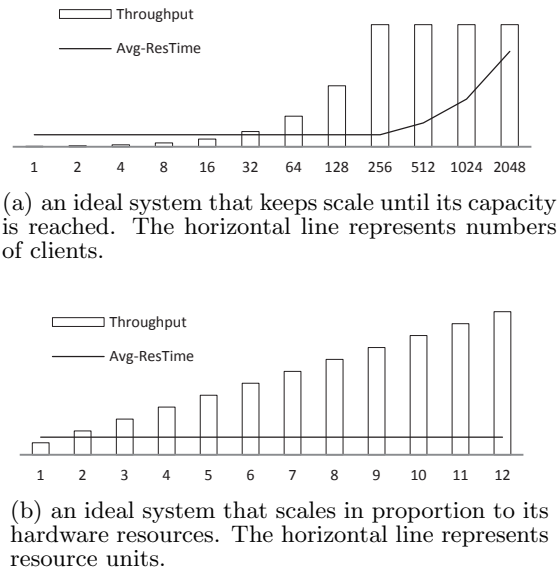 Throughput
Avg-ResTime
1 2 4 8 16 32 64 128 256 512 1024 2048
(a) an ideal system that keeps scale until its capacity
is reached. The horizontal line represents numbers
of clients.
Throughput
Avg-ResTime
1 2 3 4 5 6 7 8 9 10 11 12
(b) an ideal system that scales in proportion to its
hardware resources. The horizontal line represents
resource units.